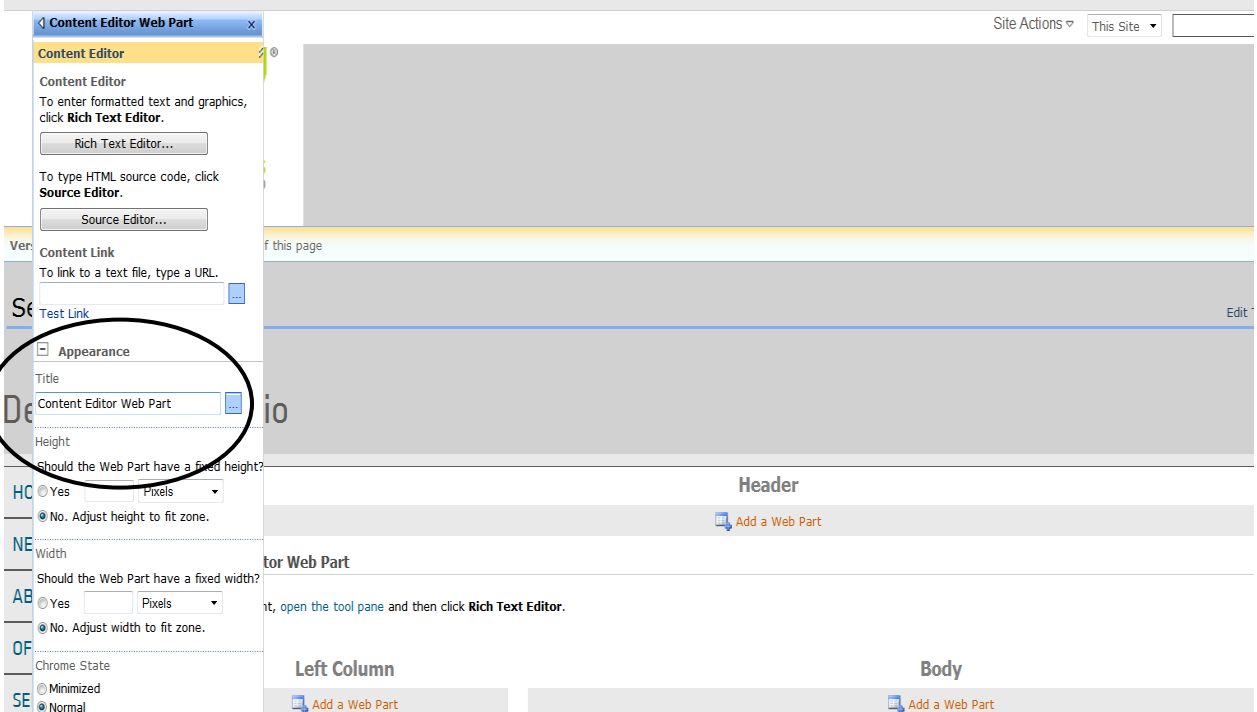 Content Editor Web Part x
Site Actions
This Site
Content Editor
®
Content Editor
To enter formatted text and graphics,
click Rich Text Editor.
Rich Text Editor...
To type HTML source code, click
Source Editor.
Source Editor...
f this page
Content Link
To link to a text file, type a URL.
...
Test Link
Edit
Appearance
Title
Content Editor Web Part
...
Height
Should the Web Part have a fixed height?
Yes
Pixels
No. Adjust height to fit zone.
Width
Should the Web Part have a fixed width?
Yes
Pixels
No. Adjust width to fit zone.
Chrome State
Minimized
Normal
Header
Add a Web Part
tor Web Part
nt, open the tool pane and then click Rich Text Editor.
Left Column
Body
Add a Web Part
Add a Web Part
HO
NE
AB
OF
SE